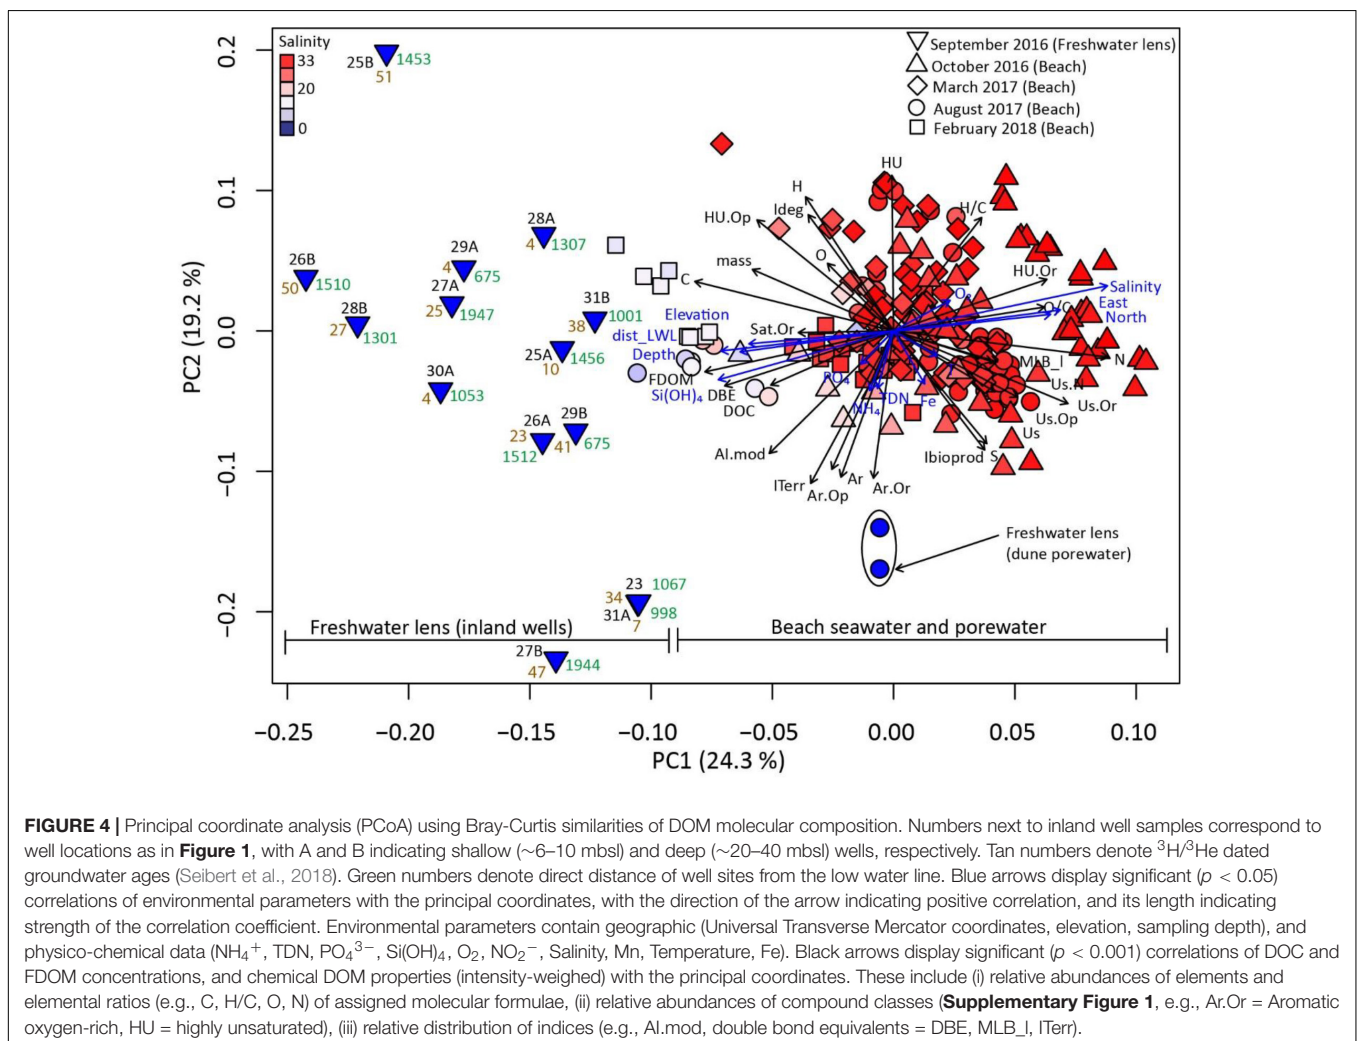 Salinity
33
20
0
September 2016 (Freshwater lens)
October 2016 (Beach)
March 2017 (Beach)
August 2017 (Beach)
February 2018 (Beach)
PC2 (19.2 %)
0.2
0.1
0.0
−0.1
−0.2
25B 1453
51
28A
4 1307
29A
4 675
26B
50 1510
27A
25 1947
28B
27 1301
31B
1001
38
25A 1456
10
30A
4 1053
26A
23
1512
29B
41 675
23 1067
34
31A 998
7
27B
47 1944
HU
H
Ideg
HU.Op
H/C
O
mass
C
HU.Or
Salinity
O₂
O/C
East
North
Elevation
dist_LWL
Sat.Or
Depth
FDOM
Si(OH)₄
DBE
DOC
PO₄
NH₄
TDN
Fe
MLB_I
N
Us.N
Us.Or
Us.Op
Us
Ibioprod
S
AI.mod
ITerr
Ar.Op
Ar
Ar.Or
Freshwater lens
(dune porewater)
Freshwater lens (inland wells)
Beach seawater and porewater
−0.25
−0.20
−0.15
−0.10
−0.05
0.00
0.05
0.10
PC1 (24.3 %)
FIGURE 4 | Principal coordinate analysis (PCoA) using Bray-Curtis similarities of DOM molecular composition. Numbers next to inland well samples correspond to
well locations as in Figure 1, with A and B indicating shallow (∼6–10 mbsl) and deep (∼20–40 mbsl) wells, respectively. Tan numbers denote ³H/³He dated
groundwater ages (Seibert et al., 2018). Green numbers denote direct distance of well sites from the low water line. Blue arrows display significant (p < 0.05)
correlations of environmental parameters with the principal coordinates, with the direction of the arrow indicating positive correlation, and its length indicating
strength of the correlation coefficient. Environmental parameters contain geographic (Universal Transverse Mercator coordinates, elevation, sampling depth), and
physico-chemical data (NH₄⁺, TDN, PO₄³⁻, Si(OH)₄, O₂, NO₂⁻, Salinity, Mn, Temperature, Fe). Black arrows display significant (p < 0.001) correlations of DOC and
FDOM concentrations, and chemical DOM properties (intensity-weighed) with the principal coordinates. These include (i) relative abundances of elements and
elemental ratios (e.g., C, H/C, O, N) of assigned molecular formulae, (ii) relative abundances of compound classes (Supplementary Figure 1, e.g., Ar.Or = Aromatic
oxygen-rich, HU = highly unsaturated), (iii) relative distribution of indices (e.g., AI.mod, double bond equivalents = DBE, MLB_I, ITerr).